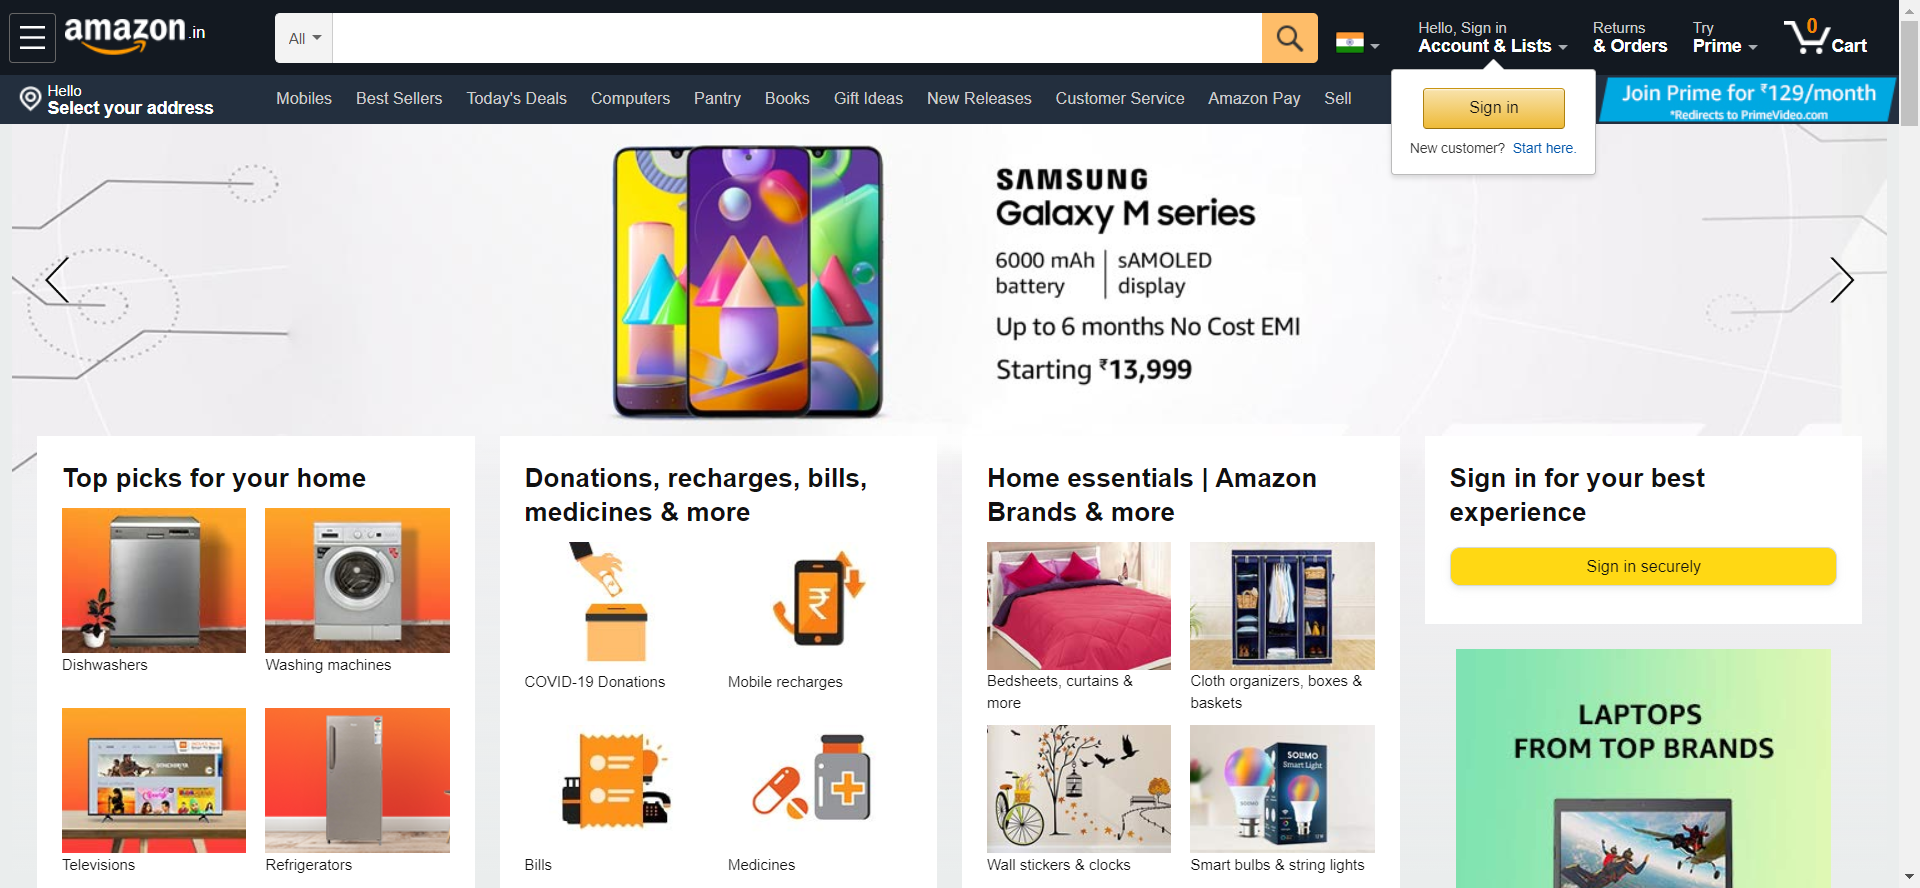 amazon.in
All
Hello, Sign in
Account & Lists
Returns
& Orders
Try
Prime
0
Cart
Hello
Select your address
Mobiles
Best Sellers
Today's Deals
Computers
Pantry
Books
Gift Ideas
New Releases
Customer Service
Amazon Pay
Sell
Join Prime for ₹129/month
*Redirects to PrimeVideo.com
Sign in
New customer? Start here.
SAMSUNG
Galaxy M series
6000 mAh
battery
sAMOLED
display
Up to 6 months No Cost EMI
Starting ₹13,999
Top picks for your home
Dishwashers
Washing machines
Televisions
Refrigerators
Donations, recharges, bills,
medicines & more
COVID-19 Donations
Mobile recharges
Bills
Medicines
Home essentials | Amazon
Brands & more
Bedsheets, curtains &
more
Cloth organizers, boxes &
baskets
SOLIMO
Smart Light
Wall stickers & clocks
Smart bulbs & string lights
Sign in for your best
experience
Sign in securely
LAPTOPS
FROM TOP BRANDS